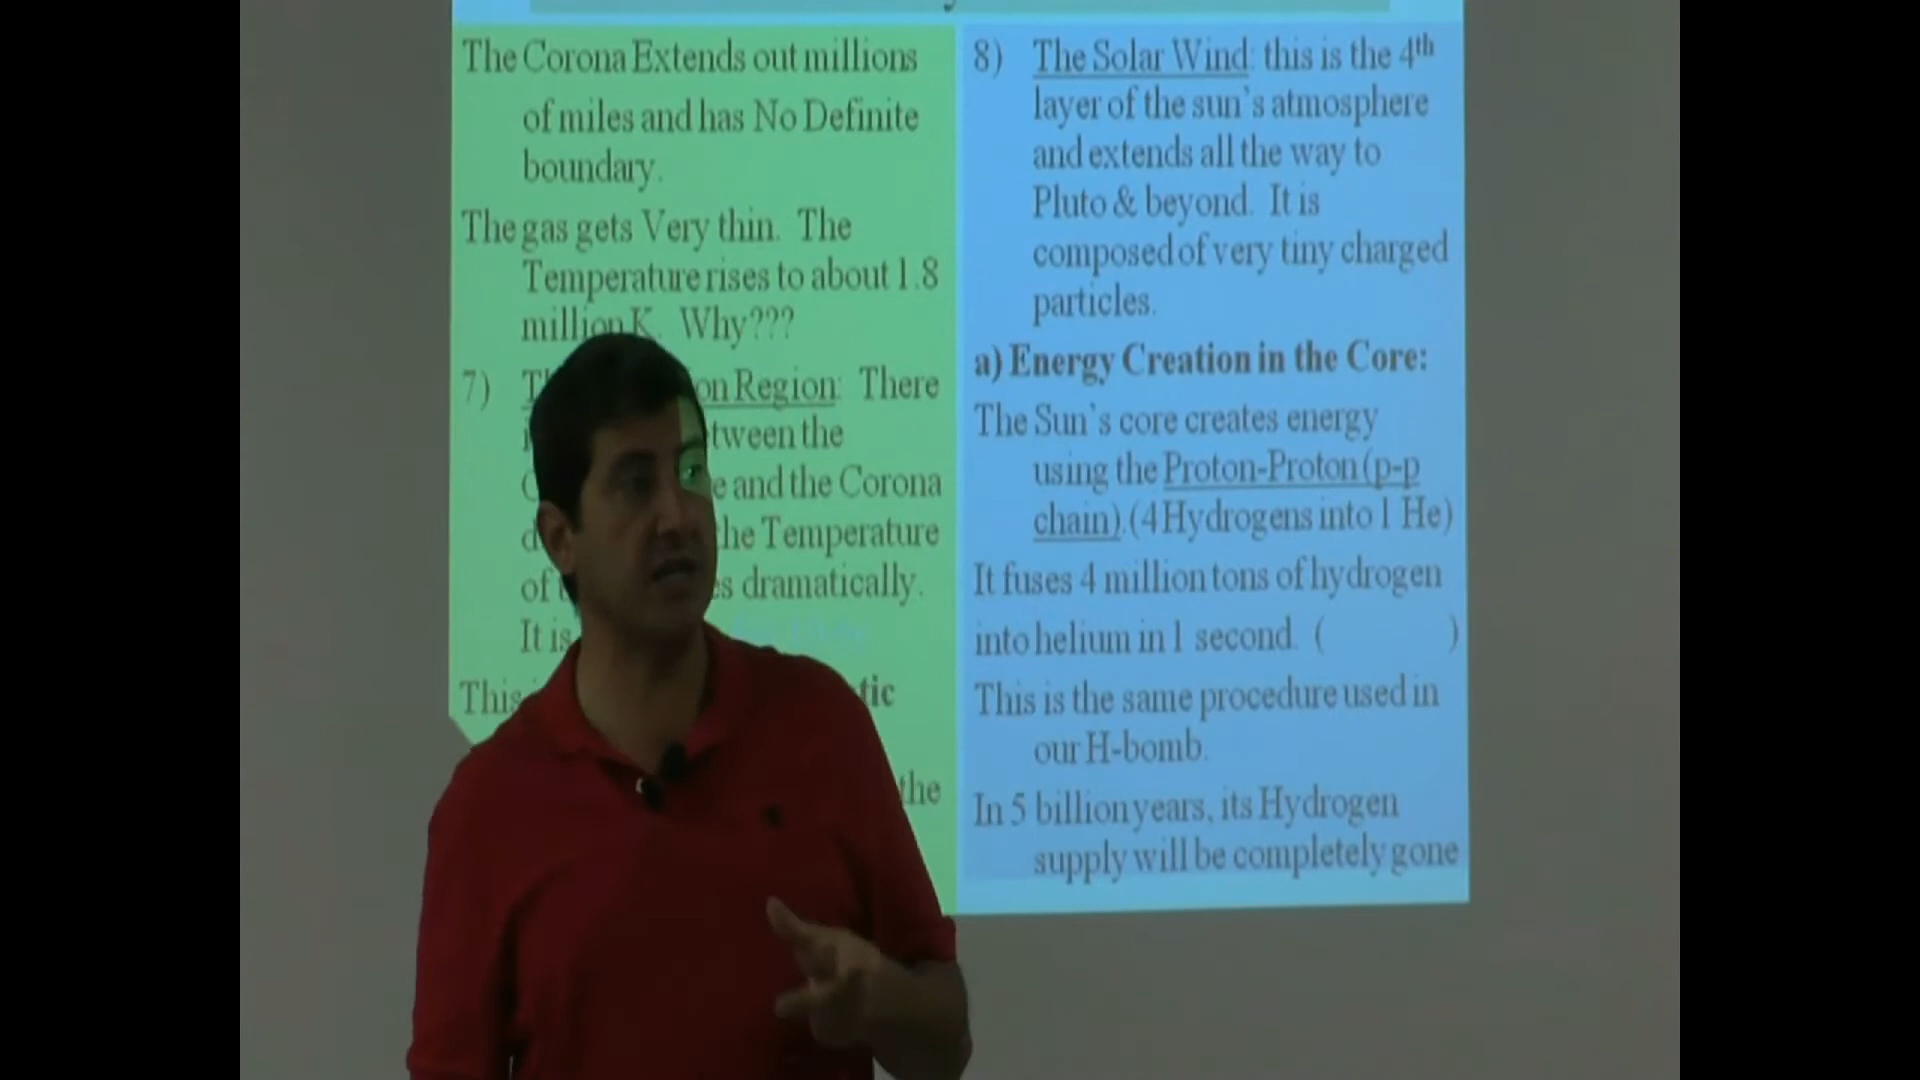 The Corona Extends out millions
of miles and has No Definite
boundary.
The gas gets Very thin. The
Temperature rises to about 1.8
million K. Why???
7) on Region: There
tween the
e and the Corona
he Temperature
of s dramatically.
It is
This tic
the
8) The Solar Wind: this is the 4th
layer of the sun's atmosphere
and extends all the way to
Pluto & beyond. It is
composed of very tiny charged
particles.
a) Energy Creation in the Core:
The Sun's core creates energy
using the Proton-Proton (p-p
chain).(4 Hydrogens into 1 He)
It fuses 4 million tons of hydrogen
into helium in 1 second. ( )
This is the same procedure used in
our H-bomb.
In 5 billion years, its Hydrogen
supply will be completely gone